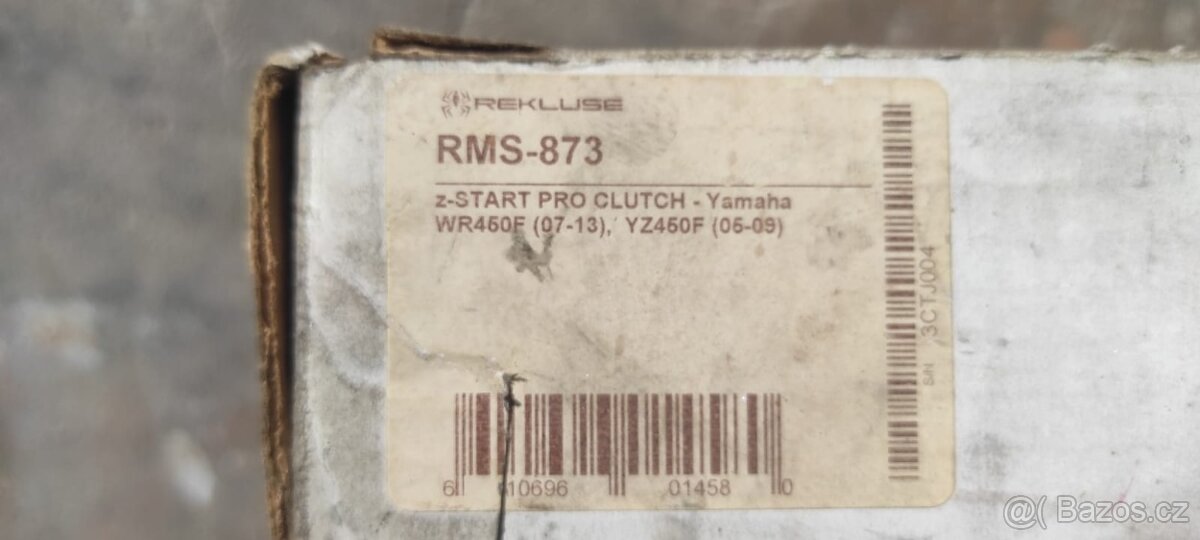 REKLUSE
RMS-873
z-START PRO CLUTCH - Yamaha
WR450F (07-13), YZ450F (05-09)
S/N 3CTJ004
6 10696 01458 0
@( Bazos.cz